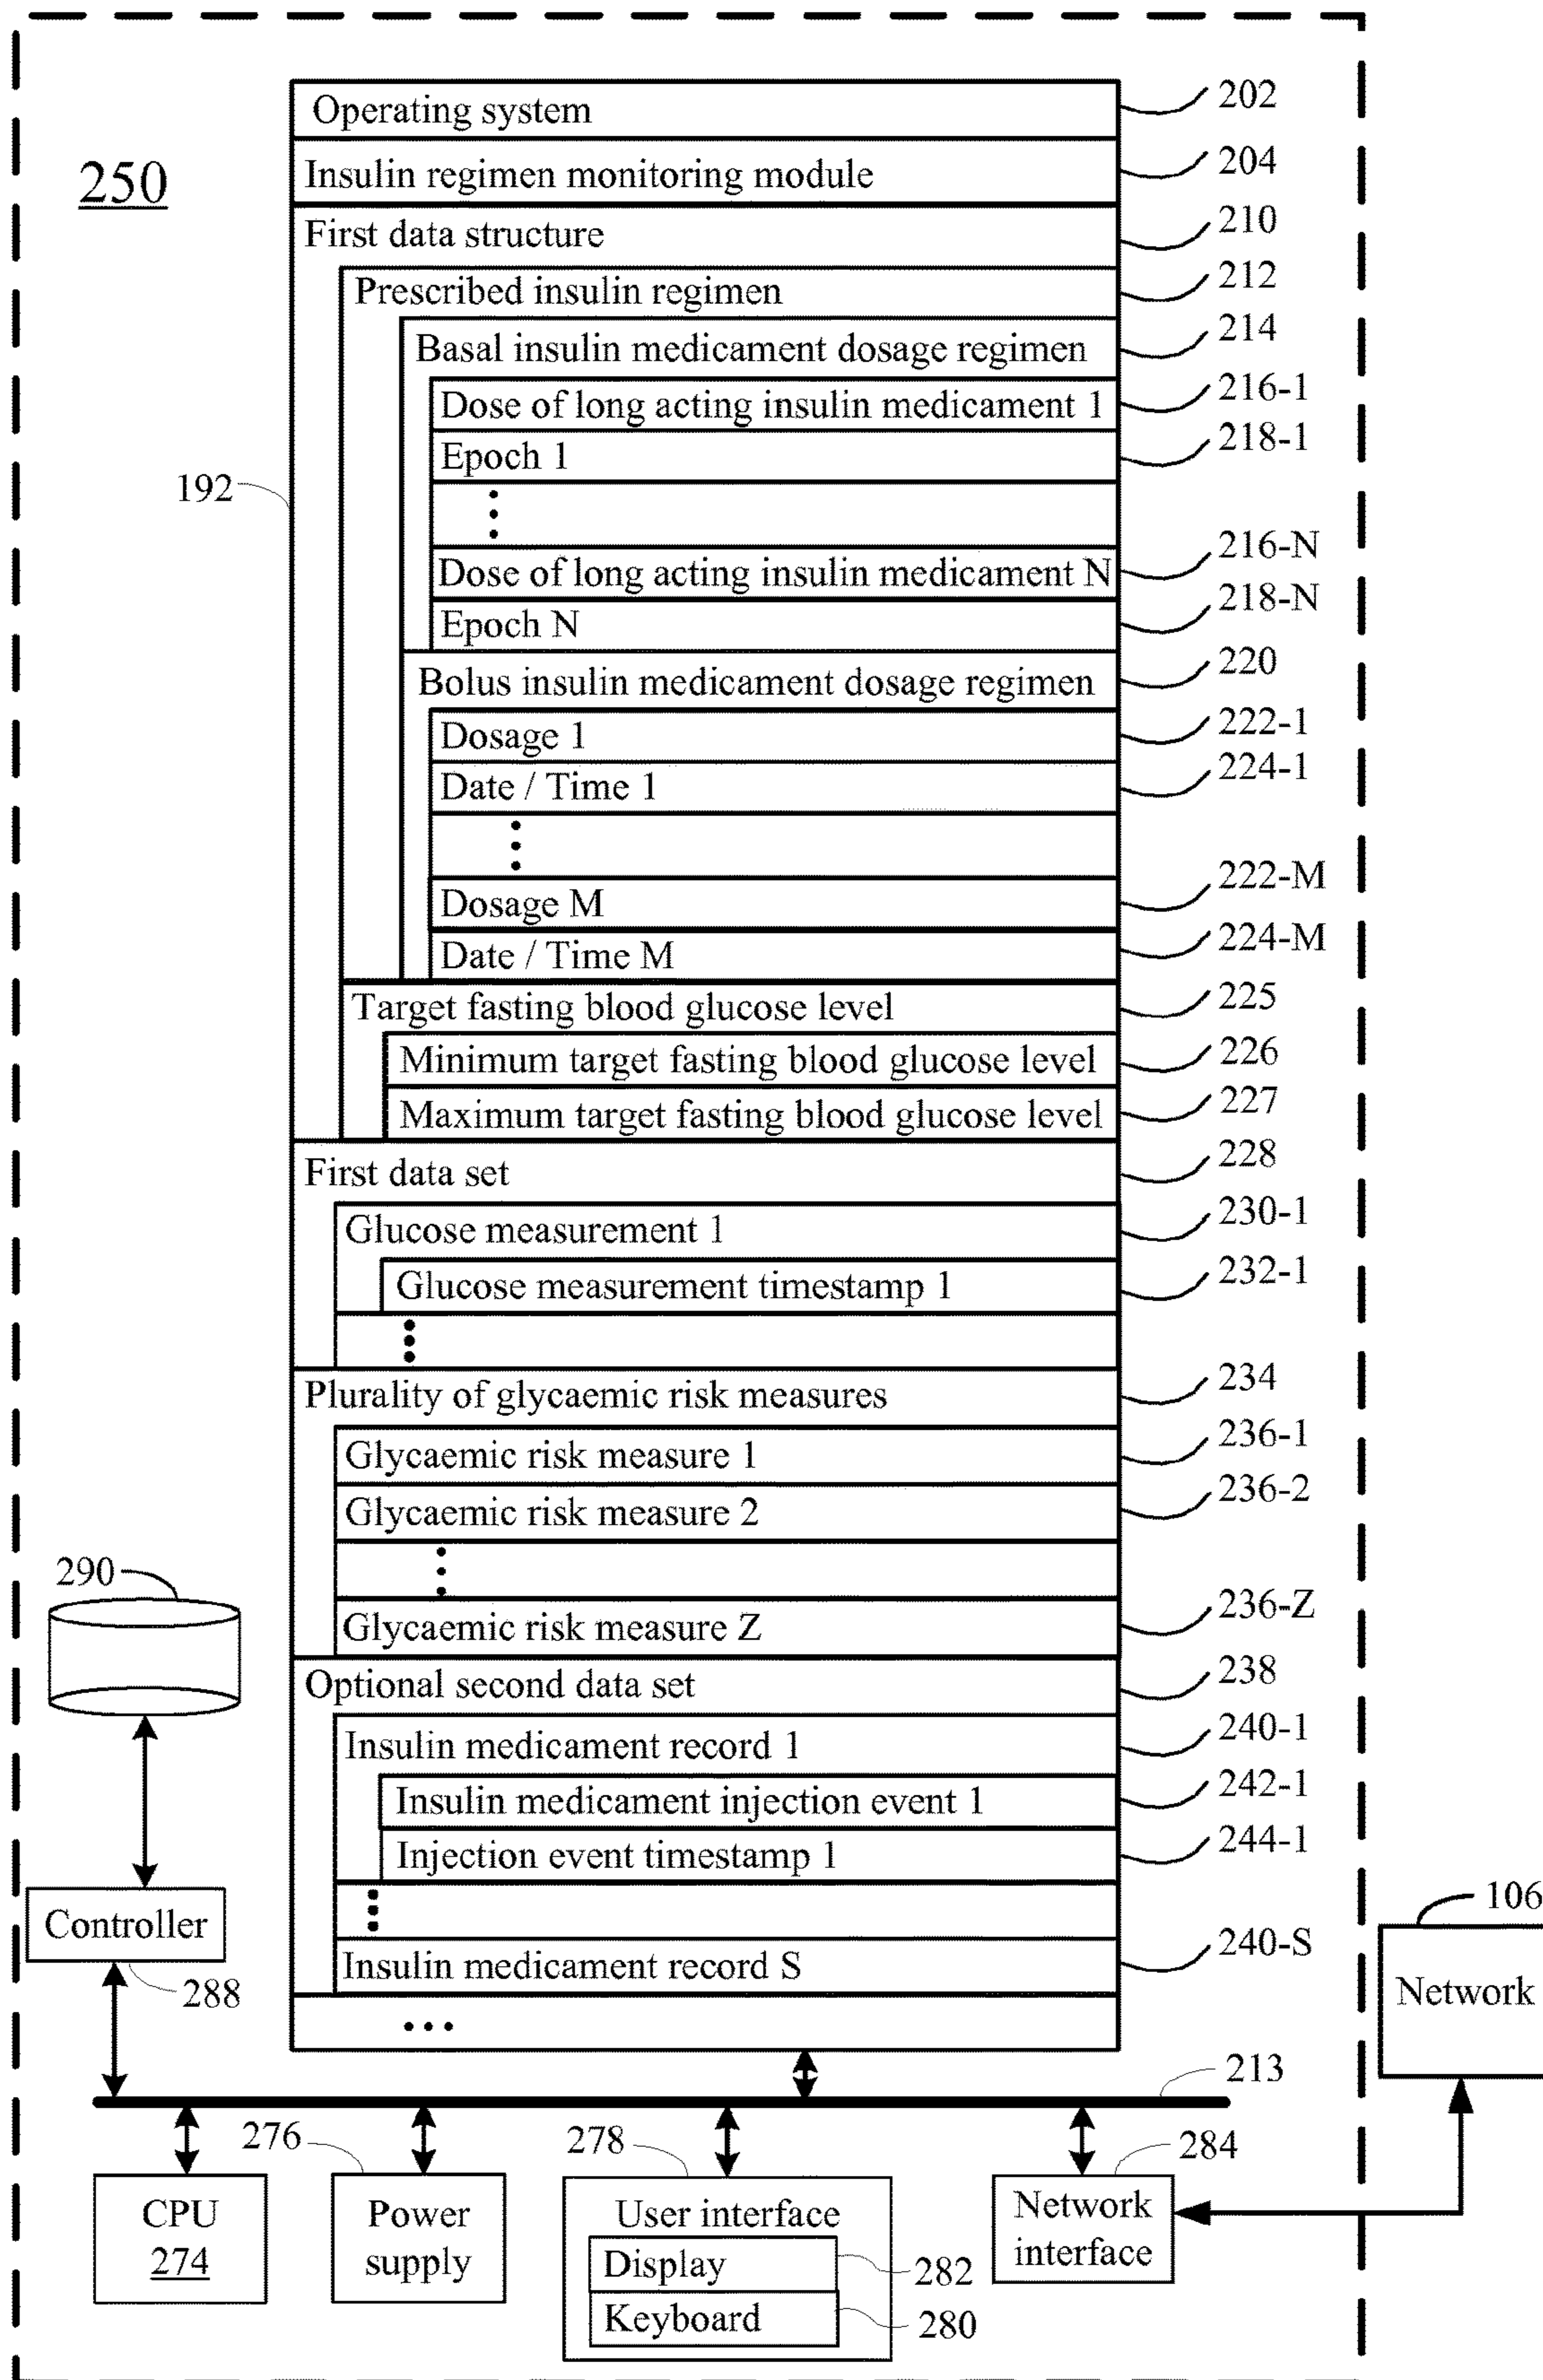 250
192
Operating system 202
Insulin regimen monitoring module 204
First data structure 210
Prescribed insulin regimen 212
Basal insulin medicament dosage regimen 214
Dose of long acting insulin medicament 1 216-1
Epoch 1 218-1
⋮
Dose of long acting insulin medicament N 216-N
Epoch N 218-N
Bolus insulin medicament dosage regimen 220
Dosage 1 222-1
Date / Time 1 224-1
⋮
Dosage M 222-M
Date / Time M 224-M
Target fasting blood glucose level 225
Minimum target fasting blood glucose level 226
Maximum target fasting blood glucose level 227
First data set 228
Glucose measurement 1 230-1
Glucose measurement timestamp 1 232-1
⋮
Plurality of glycaemic risk measures 234
Glycaemic risk measure 1 236-1
Glycaemic risk measure 2 236-2
⋮
Glycaemic risk measure Z 236-Z
Optional second data set 238
Insulin medicament record 1 240-1
Insulin medicament injection event 1 242-1
Injection event timestamp 1 244-1
⋮
Insulin medicament record S 240-S
...
290
Controller
288
106
Network
213
276
278
284
CPU
274
Power
supply
User interface
Display 282
Keyboard 280
Network
interface